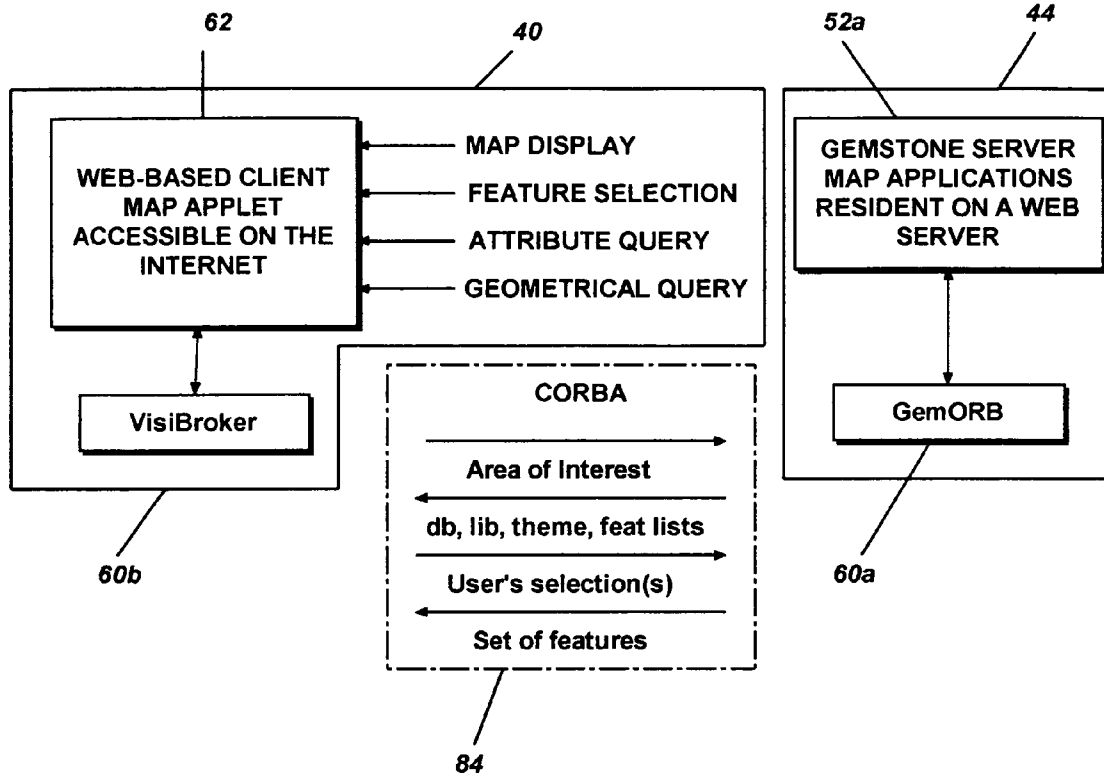 62
40
52a
44
WEB-BASED CLIENT
MAP APPLET
ACCESSIBLE ON THE
INTERNET
MAP DISPLAY
FEATURE SELECTION
ATTRIBUTE QUERY
GEOMETRICAL QUERY
GEMSTONE SERVER
MAP APPLICATIONS
RESIDENT ON A WEB
SERVER
VisiBroker
CORBA
Area of Interest
db, lib, theme, feat lists
User's selection(s)
Set of features
GemORB
60b
60a
84